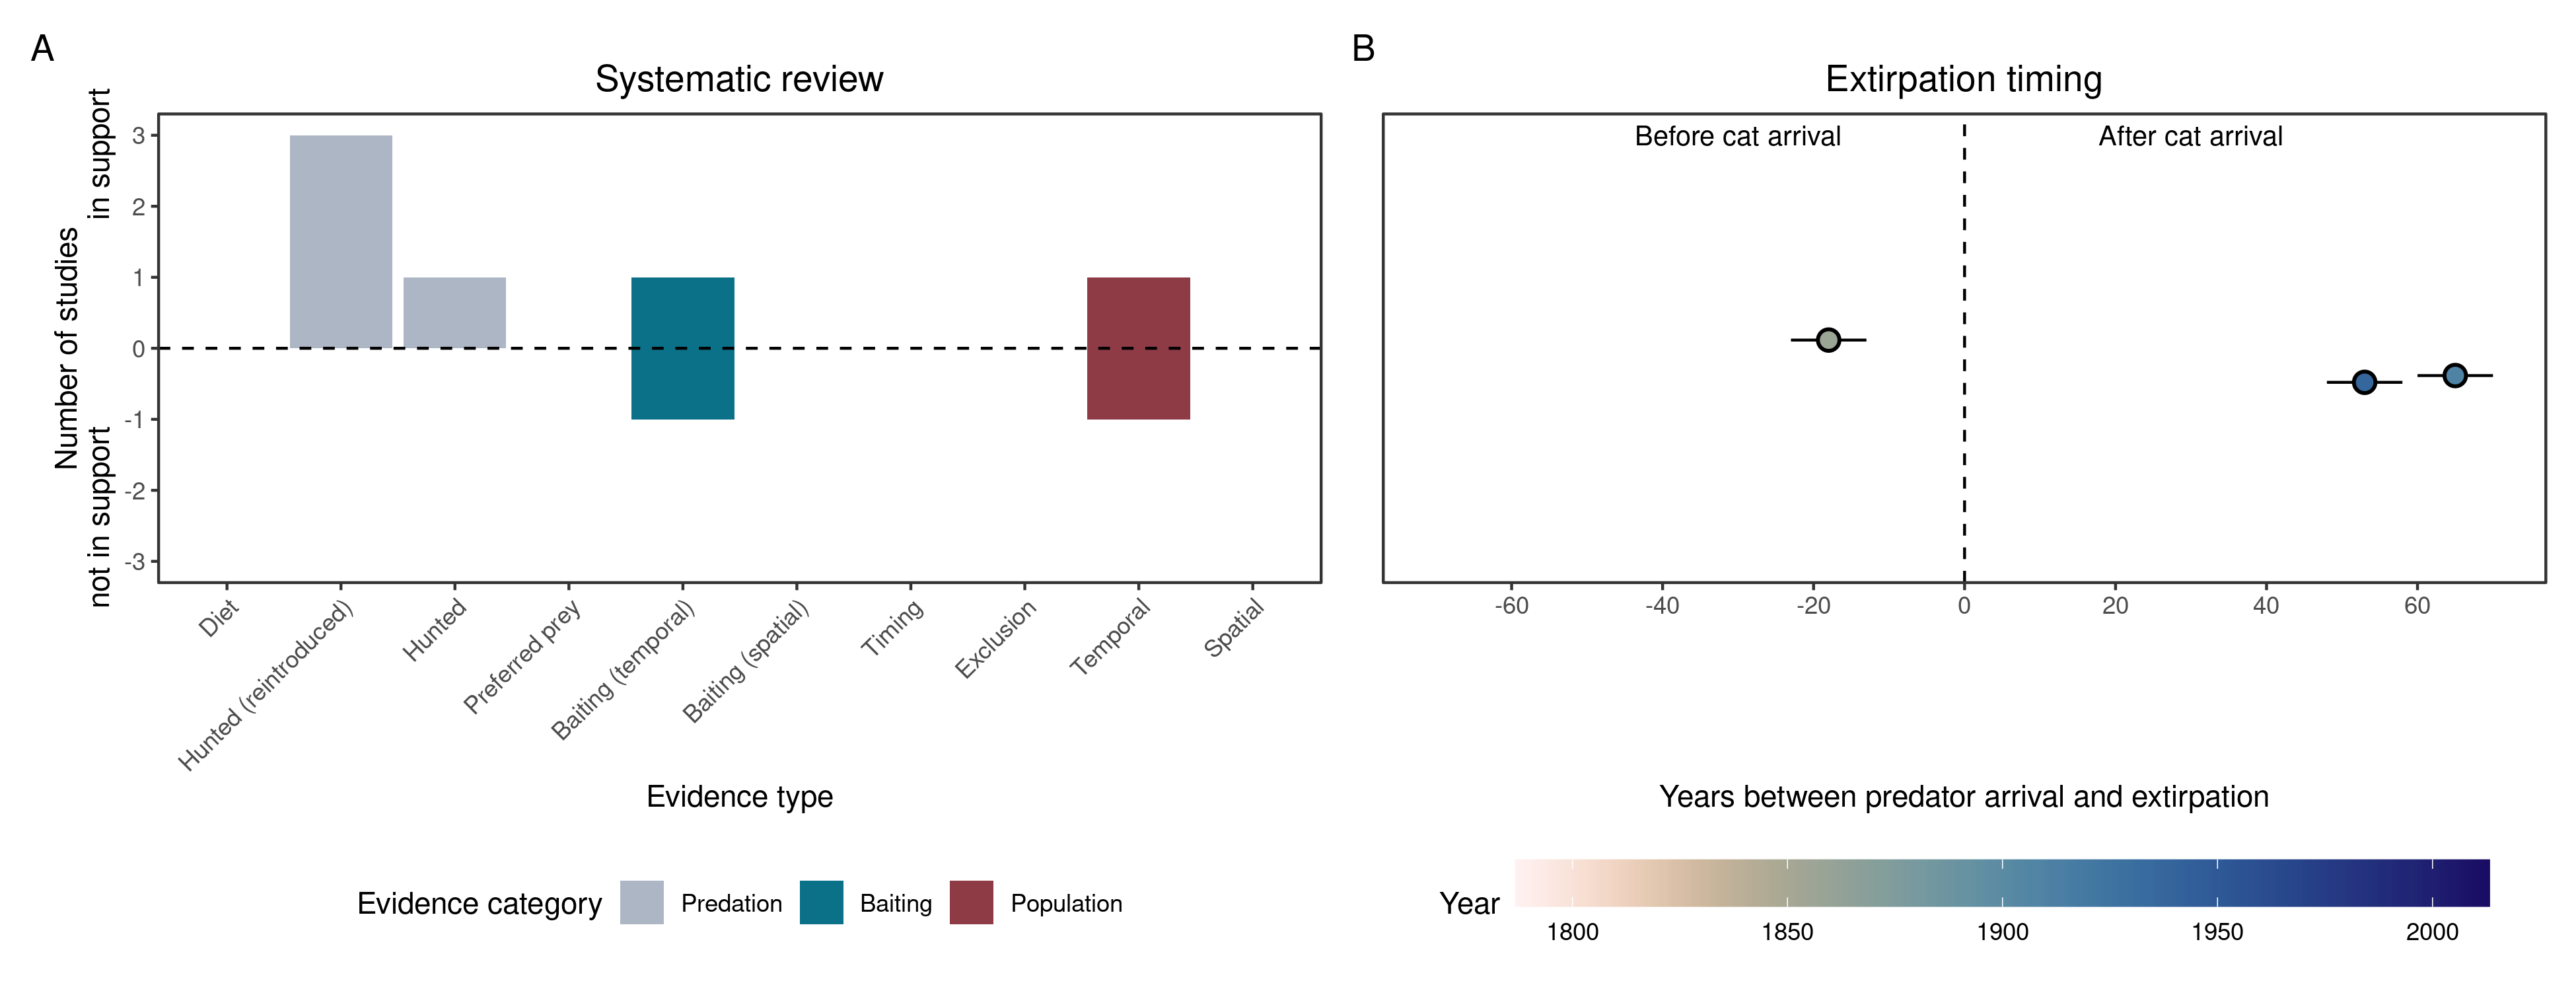 A
Systematic review
Number of studies
in support
not in support
3
2
1
0
-1
-2
-3
Diet
Hunted (reintroduced)
Hunted
Preferred prey
Baiting (temporal)
Baiting (spatial)
Timing
Exclusion
Temporal
Spatial
Evidence type
Evidence category
Predation
Baiting
Population
B
Extirpation timing
Before cat arrival
After cat arrival
-60
-40
-20
0
20
40
60
Years between predator arrival and extirpation
Year
1800
1850
1900
1950
2000